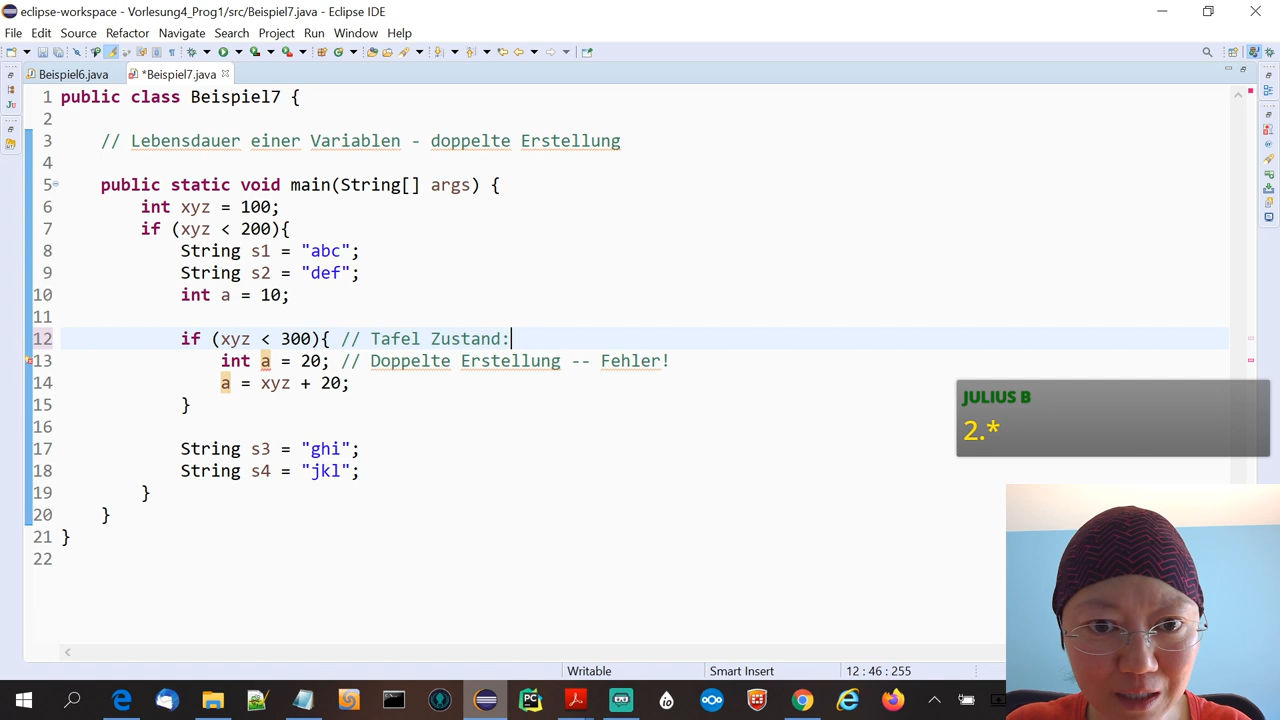 eclipse-workspace - Vorlesung4_Prog1/src/Beispiel7.java - Eclipse IDE
File Edit Source Refactor Navigate Search Project Run Window Help
Beispiel6.java *Beispiel7.java
1 public class Beispiel7 {
2
3 // Lebensdauer einer Variablen - doppelte Erstellung
4
5 public static void main(String[] args) {
6 int xyz = 100;
7 if (xyz < 200){
8 String s1 = "abc";
9 String s2 = "def";
10 int a = 10;
11
12 if (xyz < 300){ // Tafel Zustand:
13 int a = 20; // Doppelte Erstellung -- Fehler!
14 a = xyz + 20;
15 }
16
17 String s3 = "ghi";
18 String s4 = "jkl";
19 }
20 }
21 }
22
JULIUS B
2.*
Writable Smart Insert 12 : 46 : 255